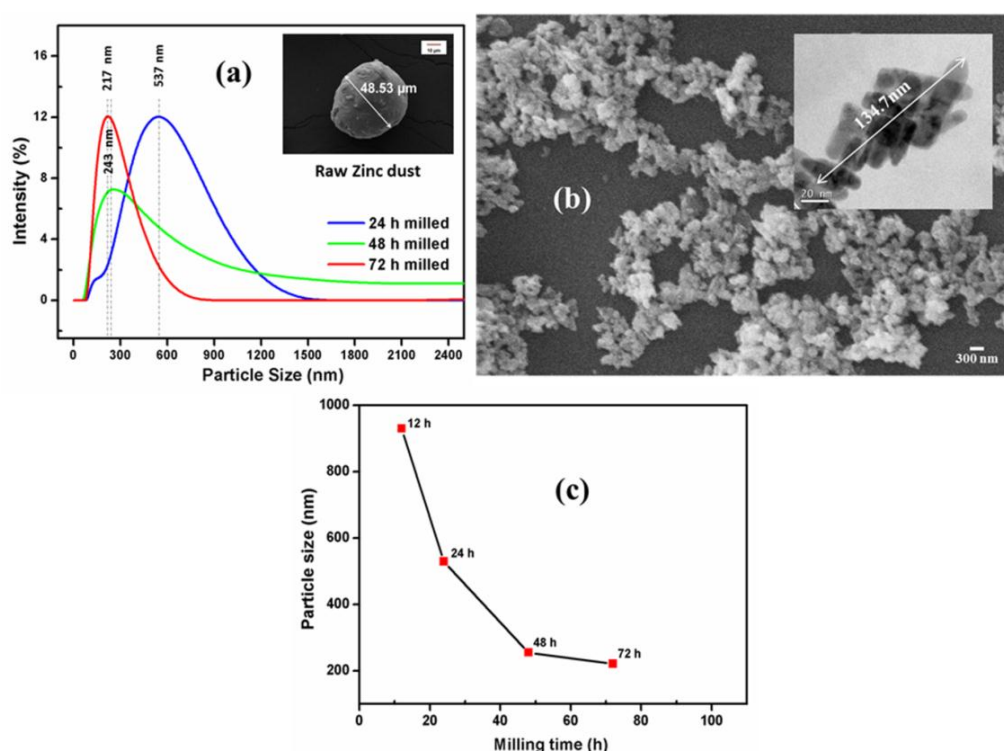 (a)
217 nm
243 nm
537 nm
10 µm
48.53 µm
Raw Zinc dust
24 h milled
48 h milled
72 h milled
16
12
8
4
0
Intensity (%)
0 300 600 900 1200 1500 1800 2100 2400
Particle Size (nm)
(b)
134.7nm
20 nm
300 nm
(c)
1000
800
600
400
200
Particle size (nm)
12 h
24 h
48 h
72 h
0 20 40 60 80 100
Milling time (h)